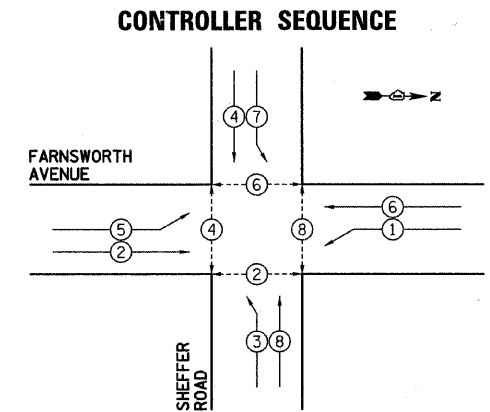 CONTROLLER SEQUENCE
4 7
N
FARNSWORTH
AVENUE
6
6
5 4 8 1
2
2
3 8
SHEFFER
ROAD